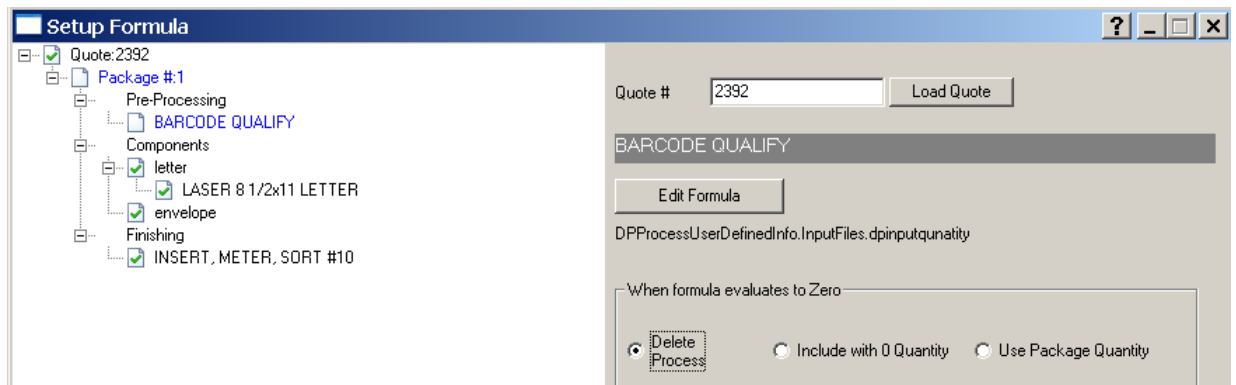 Setup Formula
Quote:2392
Package #:1
Pre-Processing
BARCODE QUALIFY
Components
letter
LASER 8 1/2x11 LETTER
envelope
Finishing
INSERT, METER, SORT #10
Quote # 2392 Load Quote
BARCODE QUALIFY
Edit Formula
DPProcessUserDefinedInfo.InputFiles.dpinputqunatity
When formula evaluates to Zero
Delete
Process
Include with 0 Quantity
Use Package Quantity